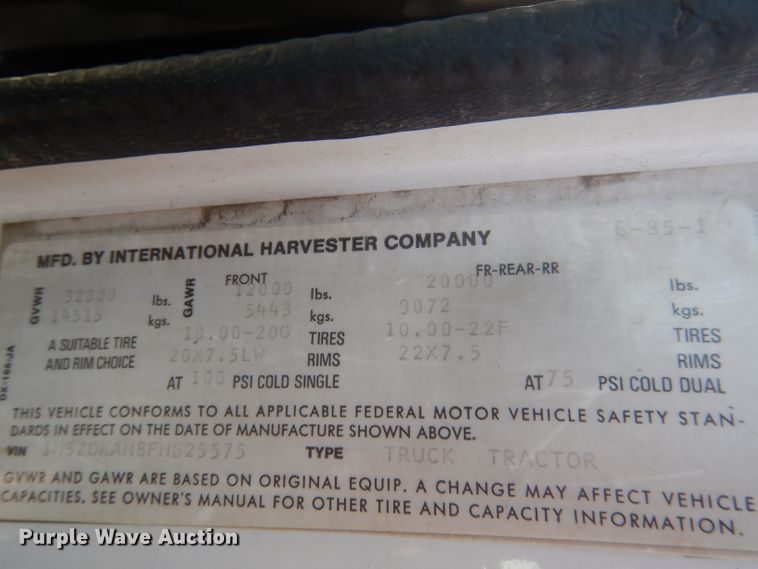 MFD. BY INTERNATIONAL HARVESTER COMPANY 6-85-1
FRONT FR-REAR-RR
GVWR 32000 lbs. GAWR 12000 lbs. 20000 lbs.
14515 kgs. 5443 kgs. 9072 kgs.
A SUITABLE TIRE 10.00-20G TIRES 10.00-22F TIRES
AND RIM CHOICE 20X7.5LW RIMS 22X7.5 RIMS
AT 100 PSI COLD SINGLE AT 75 PSI COLD DUAL
THIS VEHICLE CONFORMS TO ALL APPLICABLE FEDERAL MOTOR VEHICLE SAFETY STAN-
DARDS IN EFFECT ON THE DATE OF MANUFACTURE SHOWN ABOVE.
VIN TYPE TRUCK TRACTOR
GVWR AND GAWR ARE BASED ON ORIGINAL EQUIP. A CHANGE MAY AFFECT VEHICLE
CAPACITIES. SEE OWNER'S MANUAL FOR OTHER TIRE AND CAPACITY INFORMATION.
Purple Wave Auction